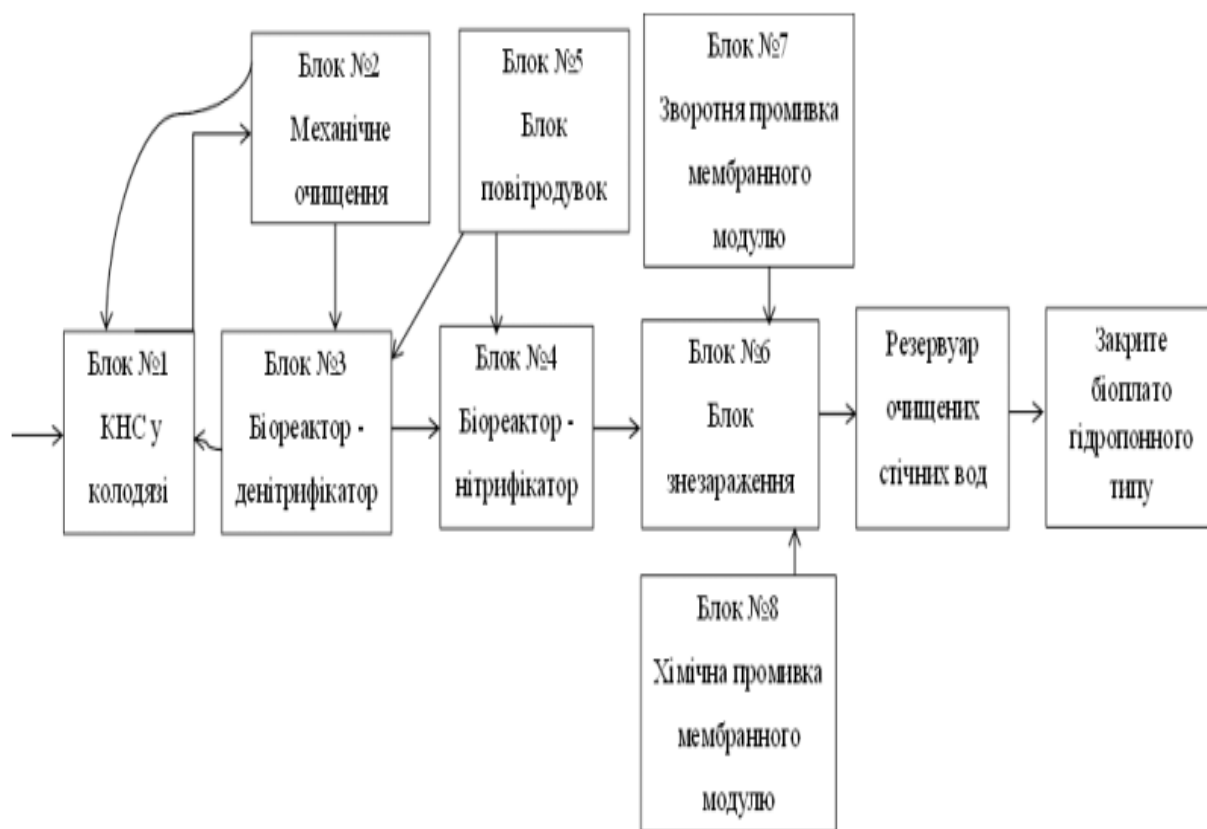 Блок №2
Механічне
очищення
Блок №5
Блок
повітродувок
Блок №7
Зворотня промивка
мембранного
модулю
Блок №1
КНС у
колодязі
Блок №3
Біореактор -
денітрифікатор
Блок №4
Біореактор -
нітрифікатор
Блок №6
Блок
знезараження
Резервуар
очищених
стічних вод
Закрите
біоплато
гідропонного
типу
Блок №8
Хімічна промивка
мембранного
модулю